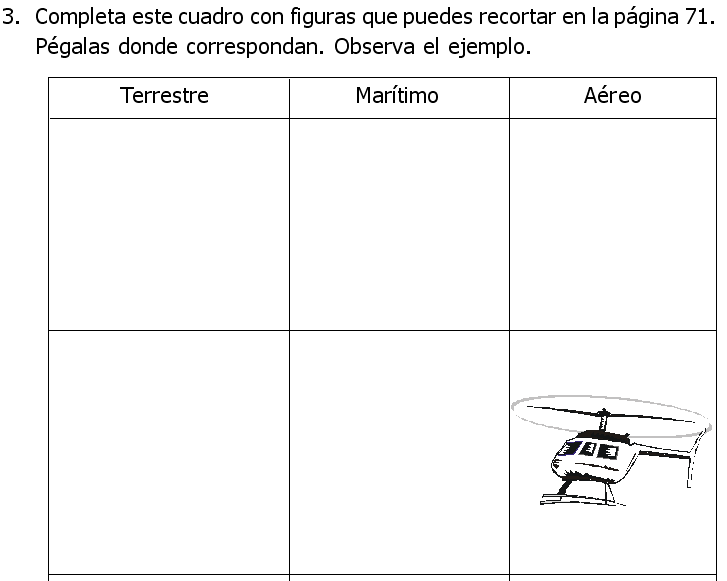 3. Completa este cuadro con figuras que puedes recortar en la página 71.
Pégalas donde correspondan. Observa el ejemplo.
Terrestre Marítimo Aéreo